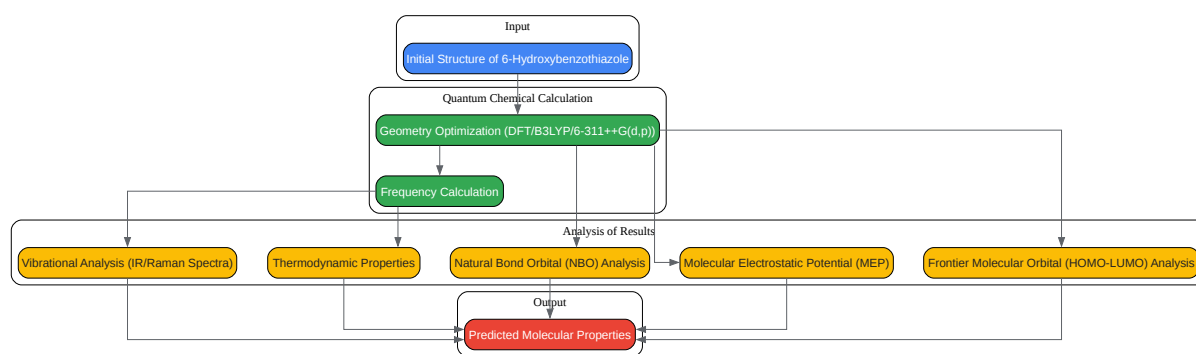 Input
Initial Structure of 6-Hydroxybenzothiazole
Quantum Chemical Calculation
Geometry Optimization (DFT/B3LYP/6-311++G(d,p))
Frequency Calculation
Analysis of Results
Vibrational Analysis (IR/Raman Spectra)
Thermodynamic Properties
Natural Bond Orbital (NBO) Analysis
Molecular Electrostatic Potential (MEP)
Frontier Molecular Orbital (HOMO-LUMO) Analysis
Output
Predicted Molecular Properties